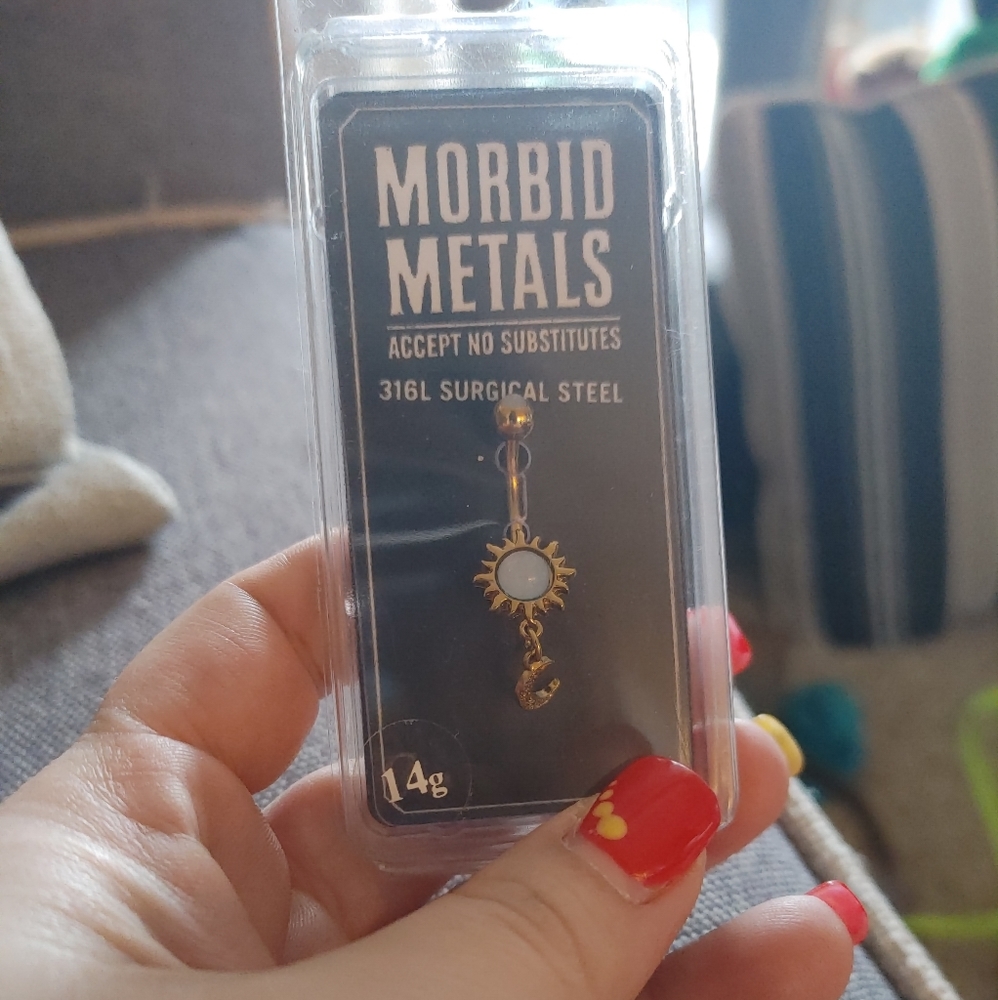 MORBID
METALS
ACCEPT NO SUBSTITUTES
316L SURGICAL STEEL
14g